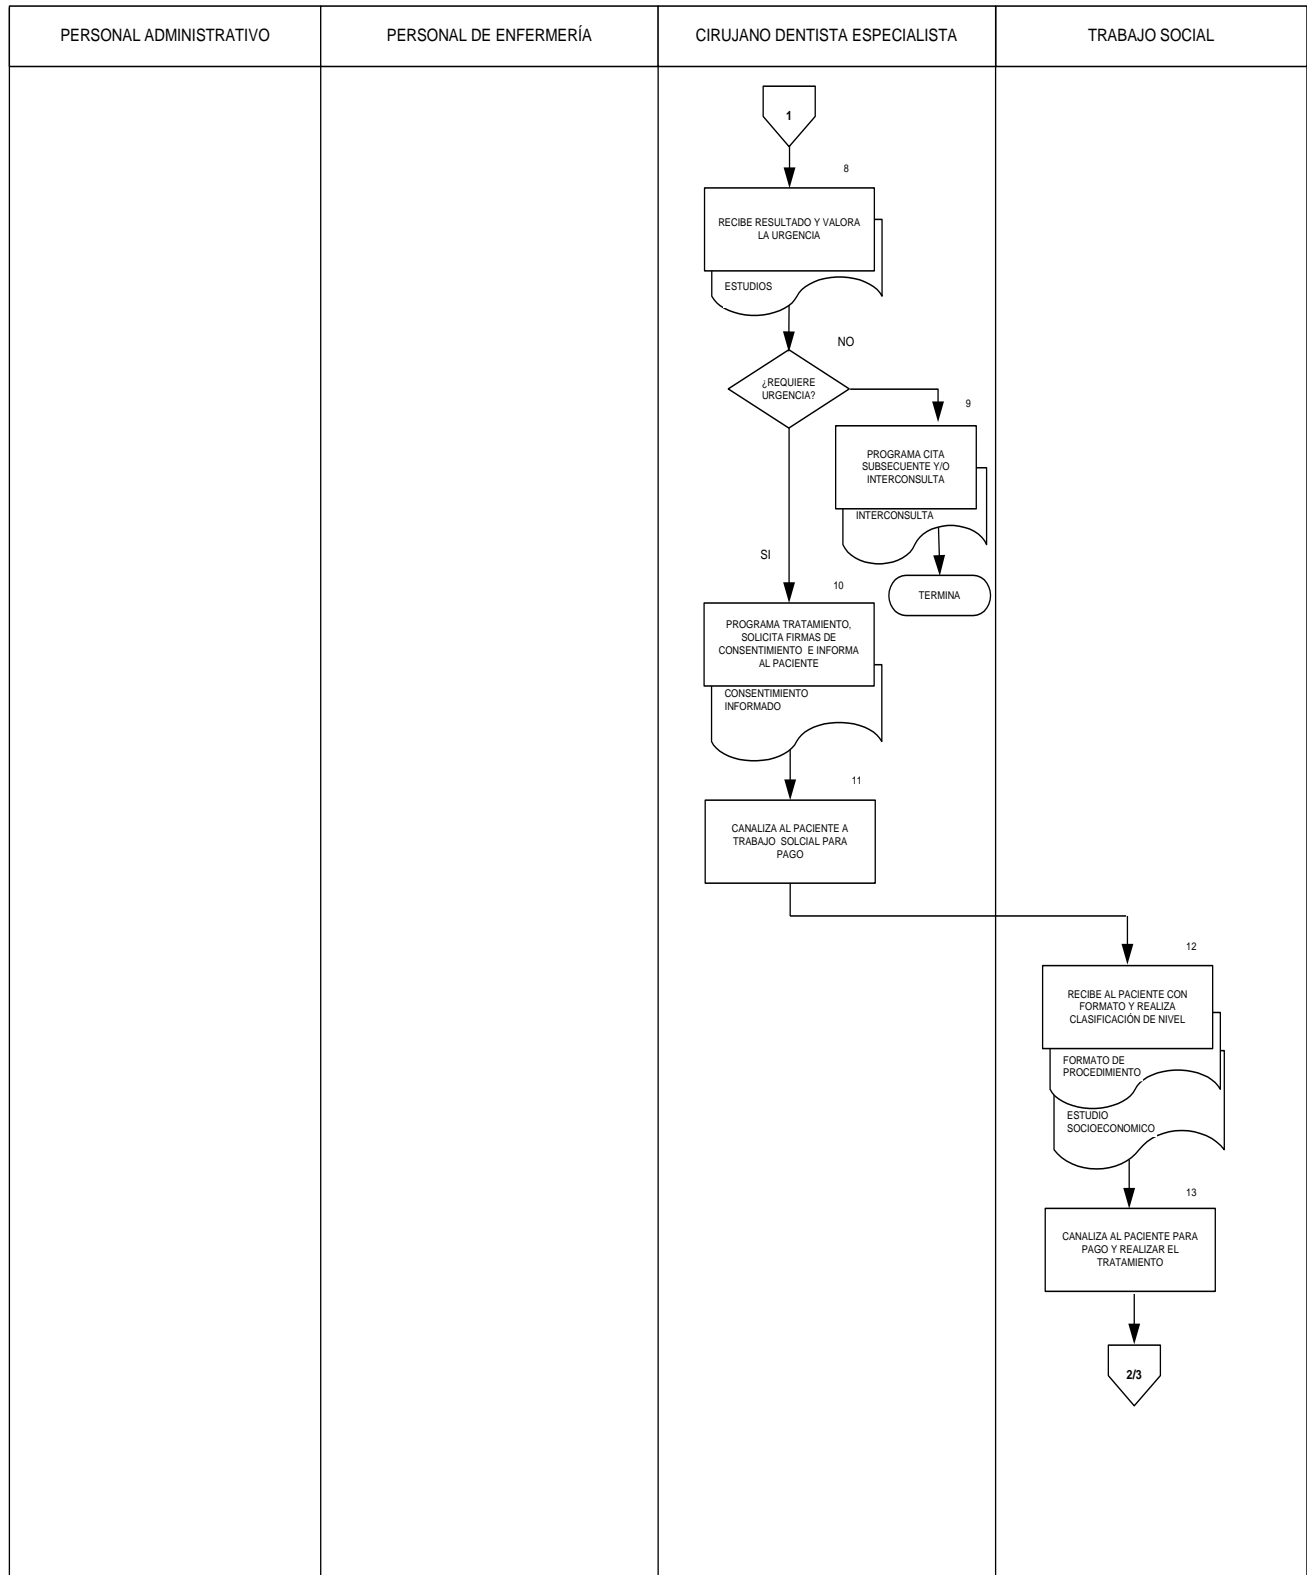 PERSONAL ADMINISTRATIVO
PERSONAL DE ENFERMERÍA
CIRUJANO DENTISTA ESPECIALISTA
TRABAJO SOCIAL
1
8
RECIBE RESULTADO Y VALORA
LA URGENCIA
ESTUDIOS
NO
¿REQUIERE
URGENCIA?
9
PROGRAMA CITA
SUBSECUENTE Y/O
INTERCONSULTA
INTERCONSULTA
SI
TERMINA
10
PROGRAMA TRATAMIENTO,
SOLICITA FIRMAS DE
CONSENTIMIENTO E INFORMA
AL PACIENTE
CONSENTIMIENTO
INFORMADO
11
CANALIZA AL PACIENTE A
TRABAJO SOLCIAL PARA
PAGO
12
RECIBE AL PACIENTE CON
FORMATO Y REALIZA
CLASIFICACIÓN DE NIVEL
FORMATO DE
PROCEDIMIENTO
ESTUDIO
SOCIOECONOMICO
13
CANALIZA AL PACIENTE PARA
PAGO Y REALIZAR EL
TRATAMIENTO
2/3